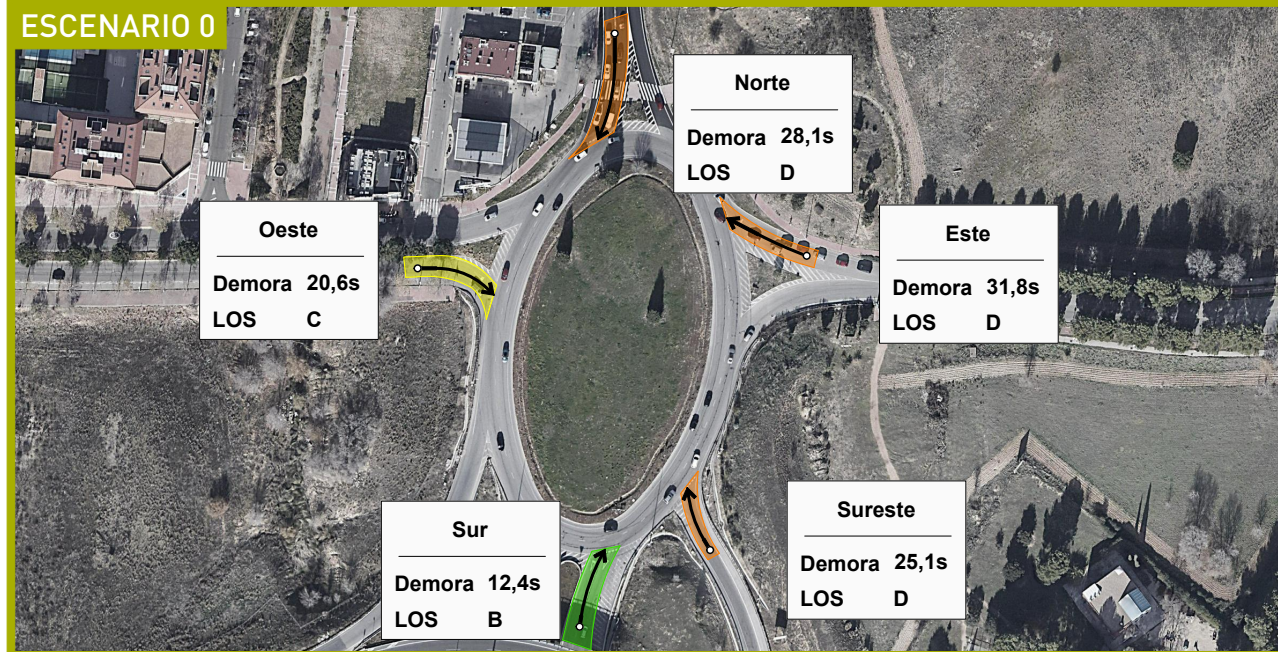 ESCENARIO 0
Norte
Demora 28,1s
LOS D
Oeste
Demora 20,6s
LOS C
Este
Demora 31,8s
LOS D
Sur
Demora 12,4s
LOS B
Sureste
Demora 25,1s
LOS D